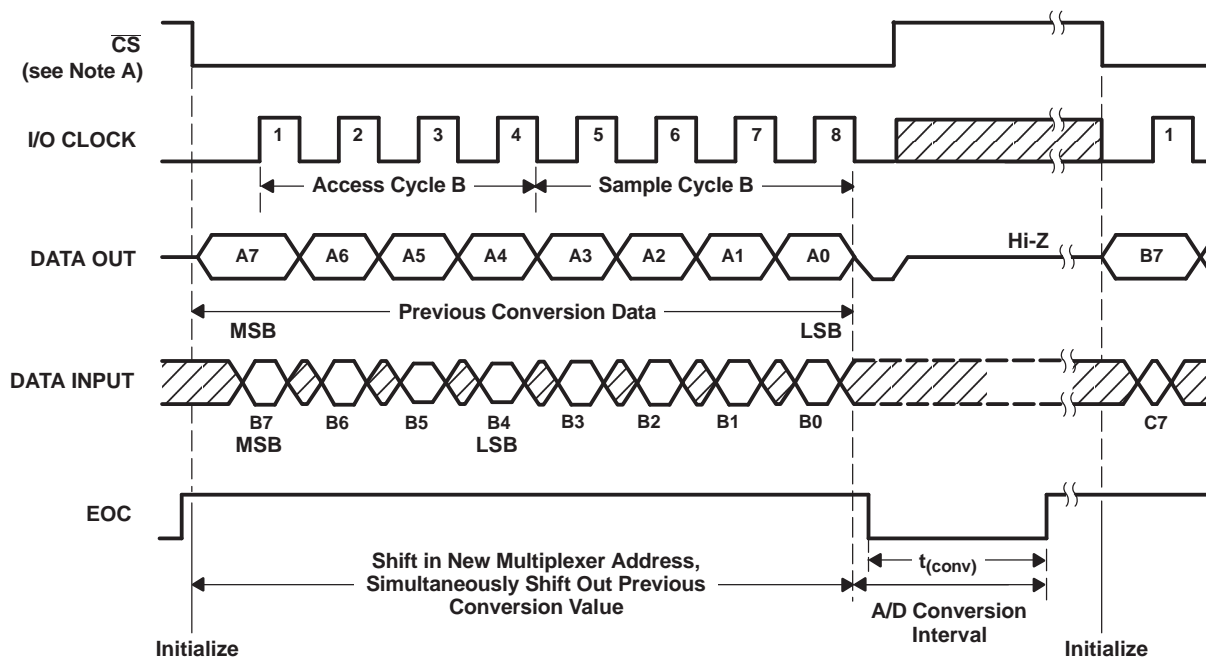 CS
(see Note A)
I/O CLOCK
1 2 3 4 5 6 7 8 1
Access Cycle B Sample Cycle B
DATA OUT
A7 A6 A5 A4 A3 A2 A1 A0 Hi-Z B7
Previous Conversion Data
MSB LSB
DATA INPUT
B7 B6 B5 B4 B3 B2 B1 B0 C7
MSB LSB
EOC
Shift in New Multiplexer Address,
Simultaneously Shift Out Previous
Conversion Value
t(conv)
A/D Conversion
Interval
Initialize Initialize